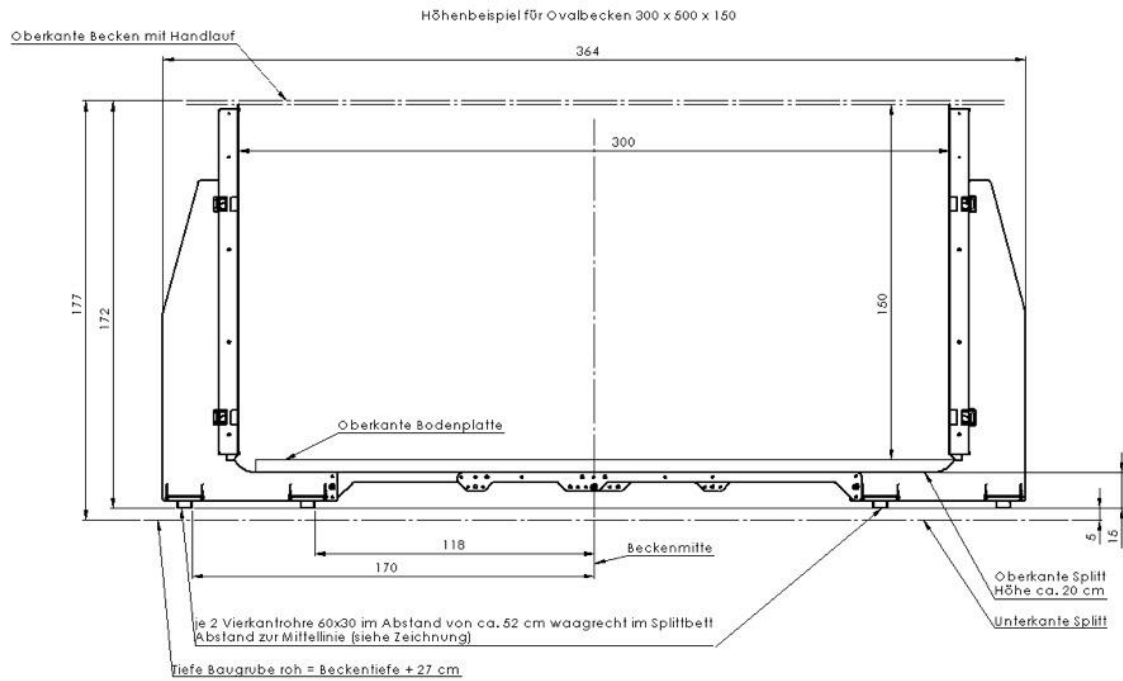 Höhenbeispiel für Ovalbecken 300 x 500 x 150
Oberkante Becken mit Handlauf
364
300
177
172
150
Oberkante Bodenplatte
118
170
Beckenmitte
5
15
Oberkante Splitt
Höhe ca. 20 cm
Unterkante Splitt
je 2 Vierkantrohre 60x30 im Abstand von ca. 52 cm waagrecht im Splittbett
Abstand zur Mittellinie (siehe Zeichnung)
Tiefe Baugrube roh = Beckentiefe + 27 cm